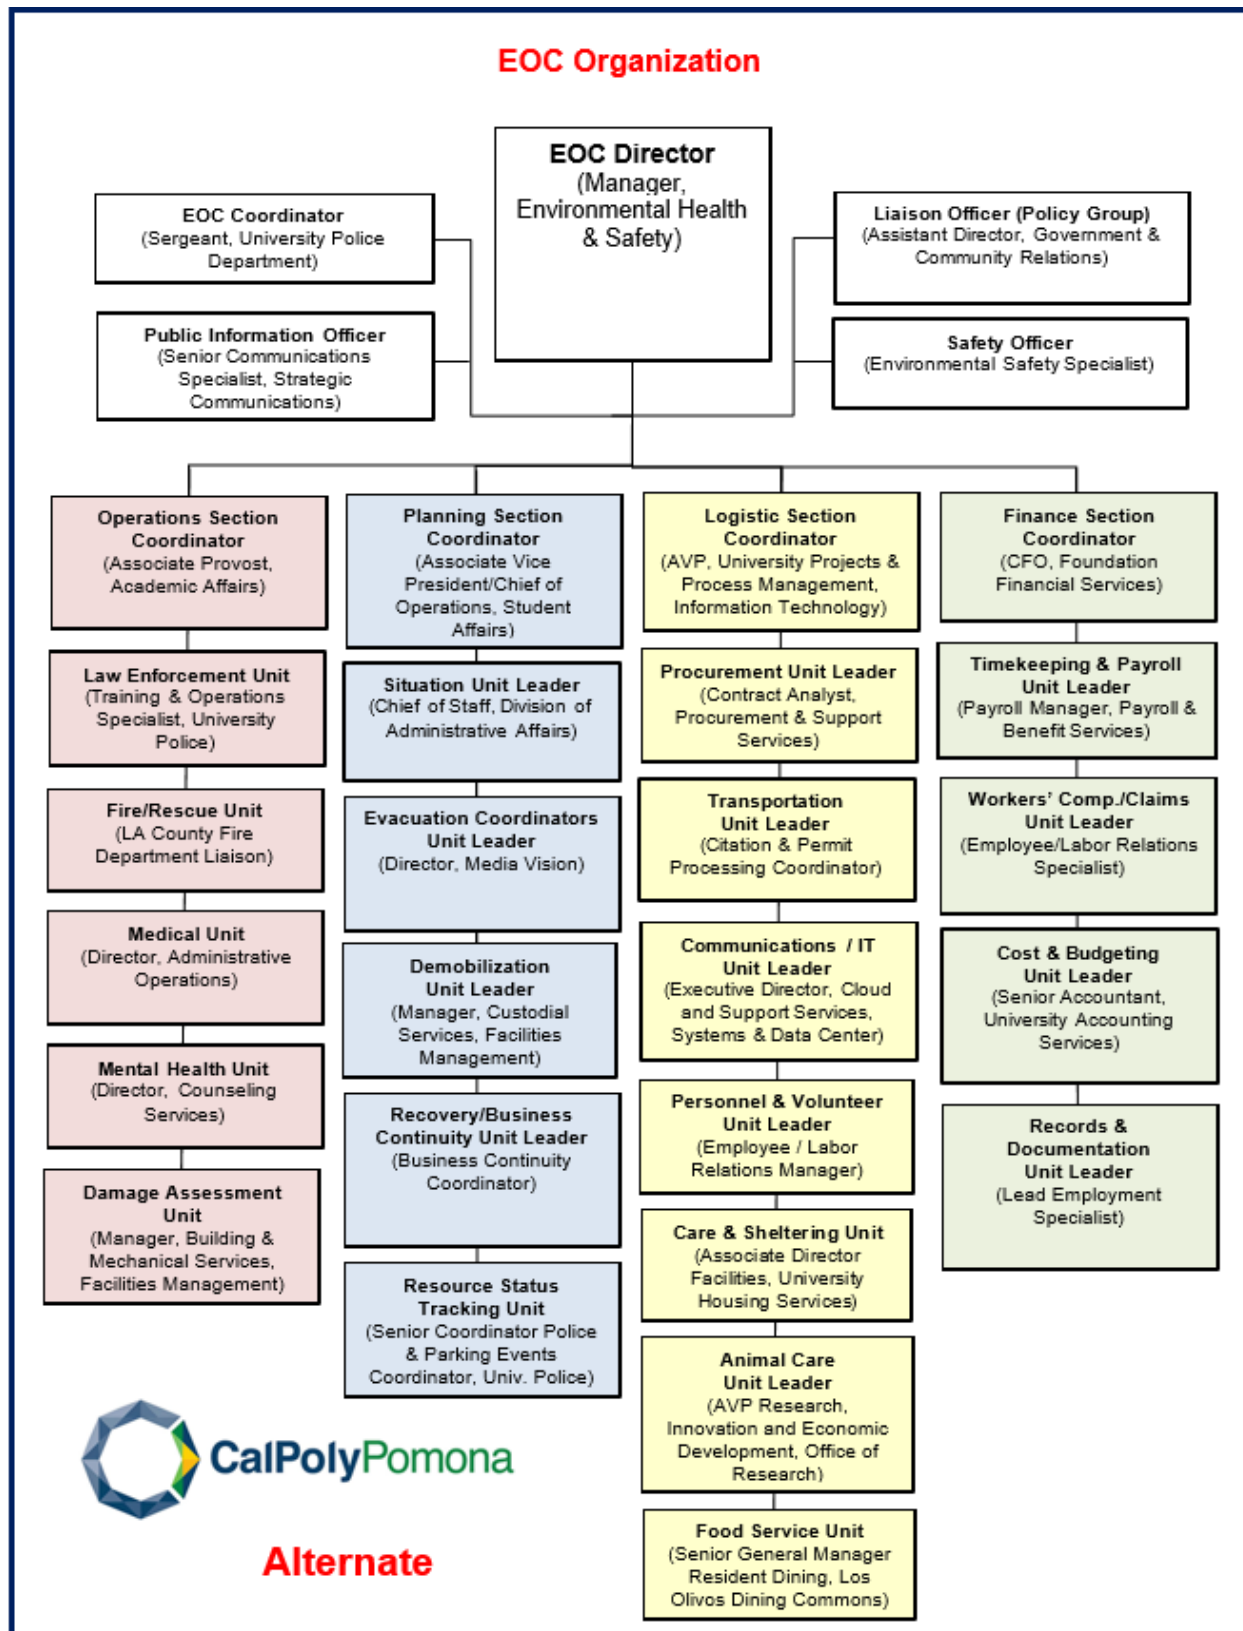 EOC Organization
EOC Director
(Manager,
Environmental Health
& Safety)
EOC Coordinator
(Sergeant, University Police
Department)
Liaison Officer (Policy Group)
(Assistant Director, Government &
Community Relations)
Public Information Officer
(Senior Communications
Specialist, Strategic
Communications)
Safety Officer
(Environmental Safety Specialist)
Operations Section
Coordinator
(Associate Provost,
Academic Affairs)
Law Enforcement Unit
(Training & Operations
Specialist, University
Police)
Fire/Rescue Unit
(LA County Fire
Department Liaison)
Medical Unit
(Director, Administrative
Operations)
Mental Health Unit
(Director, Counseling
Services)
Damage Assessment
Unit
(Manager, Building &
Mechanical Services,
Facilities Management)
Planning Section
Coordinator
(Associate Vice
President/Chief of
Operations, Student
Affairs)
Situation Unit Leader
(Chief of Staff, Division of
Administrative Affairs)
Evacuation Coordinators
Unit Leader
(Director, Media Vision)
Demobilization
Unit Leader
(Manager, Custodial
Services, Facilities
Management)
Recovery/Business
Continuity Unit Leader
(Business Continuity
Coordinator)
Resource Status
Tracking Unit
(Senior Coordinator Police
& Parking Events
Coordinator, Univ. Police)
Logistic Section
Coordinator
(AVP, University Projects &
Process Management,
Information Technology)
Procurement Unit Leader
(Contract Analyst,
Procurement & Support
Services)
Transportation
Unit Leader
(Citation & Permit
Processing Coordinator)
Communications / IT
Unit Leader
(Executive Director, Cloud
and Support Services,
Systems & Data Center)
Personnel & Volunteer
Unit Leader
(Employee / Labor
Relations Manager)
Care & Sheltering Unit
(Associate Director
Facilities, University
Housing Services)
Animal Care
Unit Leader
(AVP Research,
Innovation and Economic
Development, Office of
Research)
Food Service Unit
(Senior General Manager
Resident Dining, Los
Olivos Dining Commons)
Finance Section
Coordinator
(CFO, Foundation
Financial Services)
Timekeeping & Payroll
Unit Leader
(Payroll Manager, Payroll &
Benefit Services)
Workers' Comp./Claims
Unit Leader
(Employee/Labor Relations
Specialist)
Cost & Budgeting
Unit Leader
(Senior Accountant,
University Accounting
Services)
Records &
Documentation
Unit Leader
(Lead Employment
Specialist)
CalPolyPomona
Alternate